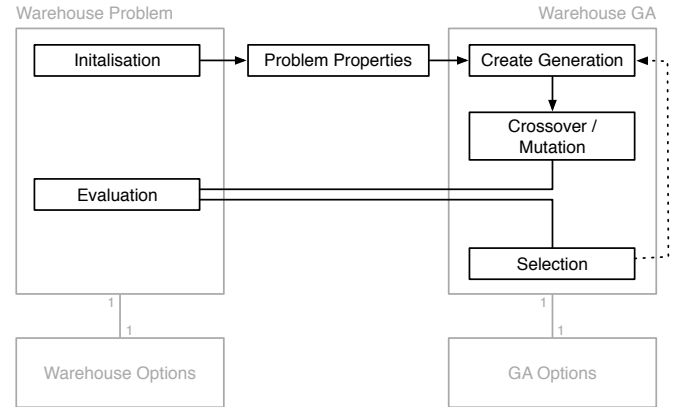 Warehouse Problem
Warehouse GA
Initalisation
Problem Properties
Create Generation
Crossover /
Mutation
Evaluation
Selection
1
1
1
1
Warehouse Options
GA Options